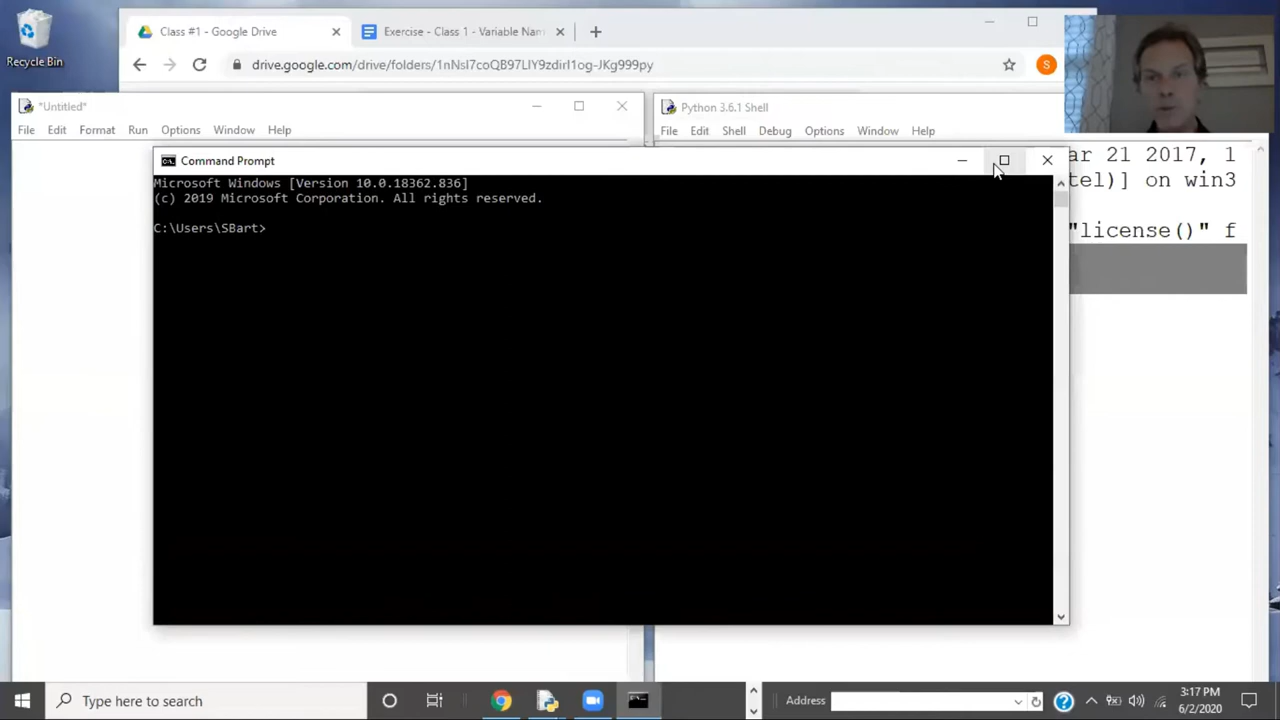 Class #1 - Google Drive
Exercise - Class 1 - Variable Nam
Recycle Bin
drive.google.com/drive/folders/1nNsI7coQB97LIY9zdirI1og-JKg999py
S
*Untitled*
Python 3.6.1 Shell
File Edit Format Run Options Window Help
File Edit Shell Debug Options Window Help
Command Prompt
ar 21 2017, 1
tel)] on win3
"license()" f
Microsoft Windows [Version 10.0.18362.836]
(c) 2019 Microsoft Corporation. All rights reserved.
C:\Users\SBart>
Type here to search
Address
3:17 PM
6/2/2020